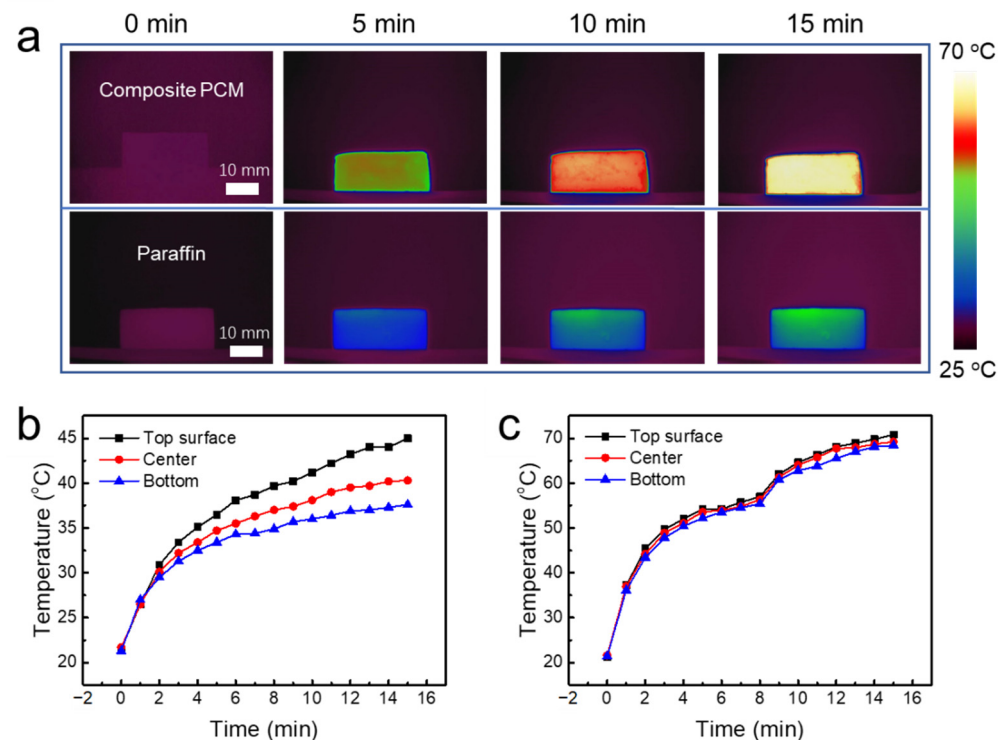 a
0 min
5 min
10 min
15 min
70 °C
Composite PCM
10 mm
Paraffin
10 mm
25 °C
b
Top surface
Center
Bottom
45
40
35
30
25
20
Temperature (°C)
−2 0 2 4 6 8 10 12 14 16
Time (min)
c
Top surface
Center
Bottom
70
60
50
40
30
20
Temperature (°C)
−2 0 2 4 6 8 10 12 14 16
Time (min)